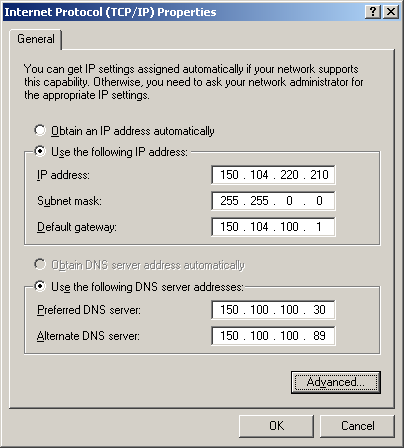 Internet Protocol (TCP/IP) Properties
General
You can get IP settings assigned automatically if your network supports
this capability. Otherwise, you need to ask your network administrator for
the appropriate IP settings.
Obtain an IP address automatically
Use the following IP address:
IP address: 150 . 104 . 220 . 210
Subnet mask: 255 . 255 . 0 . 0
Default gateway: 150 . 104 . 100 . 1
Obtain DNS server address automatically
Use the following DNS server addresses:
Preferred DNS server: 150 . 100 . 100 . 30
Alternate DNS server: 150 . 100 . 100 . 89
Advanced...
OK Cancel